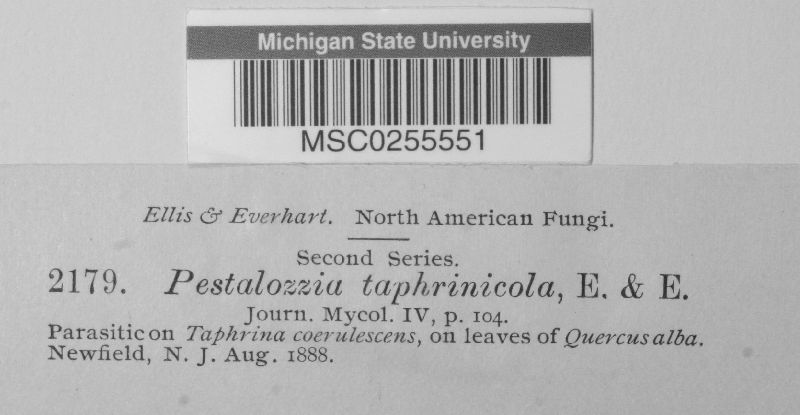 Michigan State University
MSC0255551
Ellis & Everhart. North American Fungi.
Second Series.
2179. Pestalozzia taphrinicola, E. & E.
Journ. Mycol. IV, p. 104.
Parasitic on Taphrina coerulescens, on leaves of Quercus alba.
Newfield, N. J. Aug. 1888.